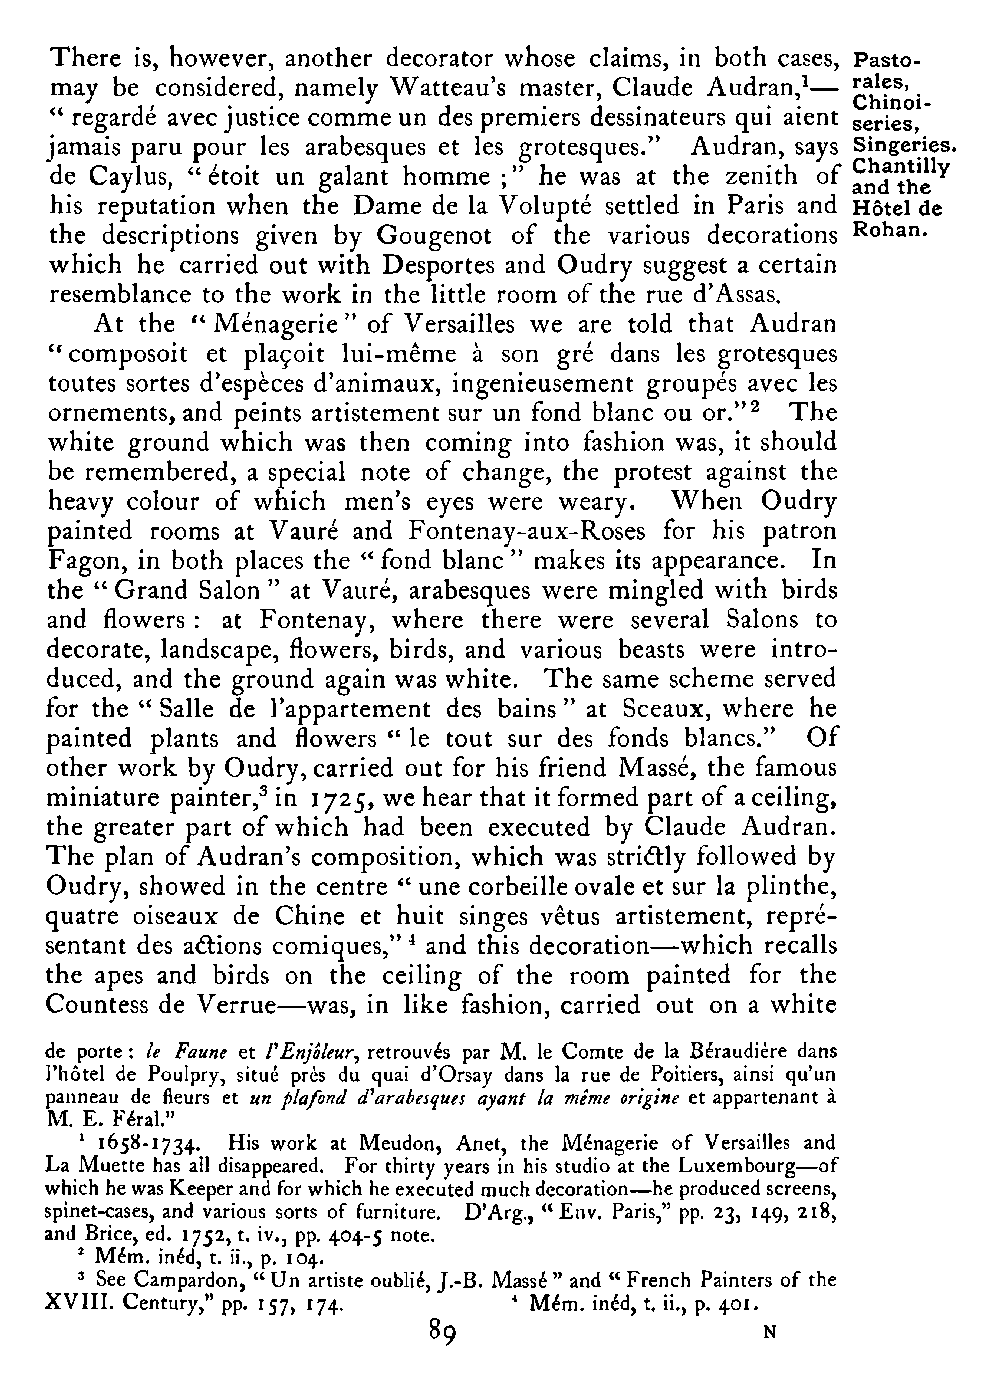 There is, however, another decorator whose claims, in both cases,
may be considered, namely Watteau's master, Claude Audran,¹—
“ regardé avec justice comme un des premiers dessinateurs qui aient
jamais paru pour les arabesques et les grotesques.” Audran, says
de Caylus, “ étoit un galant homme ;” he was at the zenith of
his reputation when the Dame de la Volupté settled in Paris and
the descriptions given by Gougenot of the various decorations
which he carried out with Desportes and Oudry suggest a certain
resemblance to the work in the little room of the rue d'Assas.
Pasto-
rales,
Chinoi-
series,
Singeries.
Chantilly
and the
Hôtel de
Rohan.
At the “ Ménagerie ” of Versailles we are told that Audran
“ composoit et plaçoit lui-même à son gré dans les grotesques
toutes sortes d'espèces d'animaux, ingenieusement groupés avec les
ornements, and peints artistement sur un fond blanc ou or.”² The
white ground which was then coming into fashion was, it should
be remembered, a special note of change, the protest against the
heavy colour of which men's eyes were weary. When Oudry
painted rooms at Vauré and Fontenay-aux-Roses for his patron
Fagon, in both places the “ fond blanc ” makes its appearance. In
the “ Grand Salon ” at Vauré, arabesques were mingled with birds
and flowers : at Fontenay, where there were several Salons to
decorate, landscape, flowers, birds, and various beasts were intro-
duced, and the ground again was white. The same scheme served
for the “ Salle de l'appartement des bains ” at Sceaux, where he
painted plants and flowers “ le tout sur des fonds blancs.” Of
other work by Oudry, carried out for his friend Massé, the famous
miniature painter,³ in 1725, we hear that it formed part of a ceiling,
the greater part of which had been executed by Claude Audran.
The plan of Audran's composition, which was strictly followed by
Oudry, showed in the centre “ une corbeille ovale et sur la plinthe,
quatre oiseaux de Chine et huit singes vêtus artistement, repré-
sentant des actions comiques,” ⁴ and this decoration—which recalls
the apes and birds on the ceiling of the room painted for the
Countess de Verrue—was, in like fashion, carried out on a white
de porte : le Faune et l'Enjôleur, retrouvés par M. le Comte de la Béraudière dans
l'hôtel de Poulpry, situé près du quai d'Orsay dans la rue de Poitiers, ainsi qu'un
panneau de fleurs et un plafond d'arabesques ayant la même origine et appartenant à
M. E. Féral.”
¹ 1658-1734. His work at Meudon, Anet, the Ménagerie of Versailles and
La Muette has all disappeared. For thirty years in his studio at the Luxembourg—of
which he was Keeper and for which he executed much decoration—he produced screens,
spinet-cases, and various sorts of furniture. D'Arg., “ Env. Paris,” pp. 23, 149, 218,
and Brice, ed. 1752, t. iv., pp. 404-5 note.
² Mém. inéd, t. ii., p. 104.
³ See Campardon, “ Un artiste oublié, J.-B. Massé ” and “ French Painters of the
XVIII. Century,” pp. 157, 174. ⁴ Mém. inéd, t. ii., p. 401.
89 N